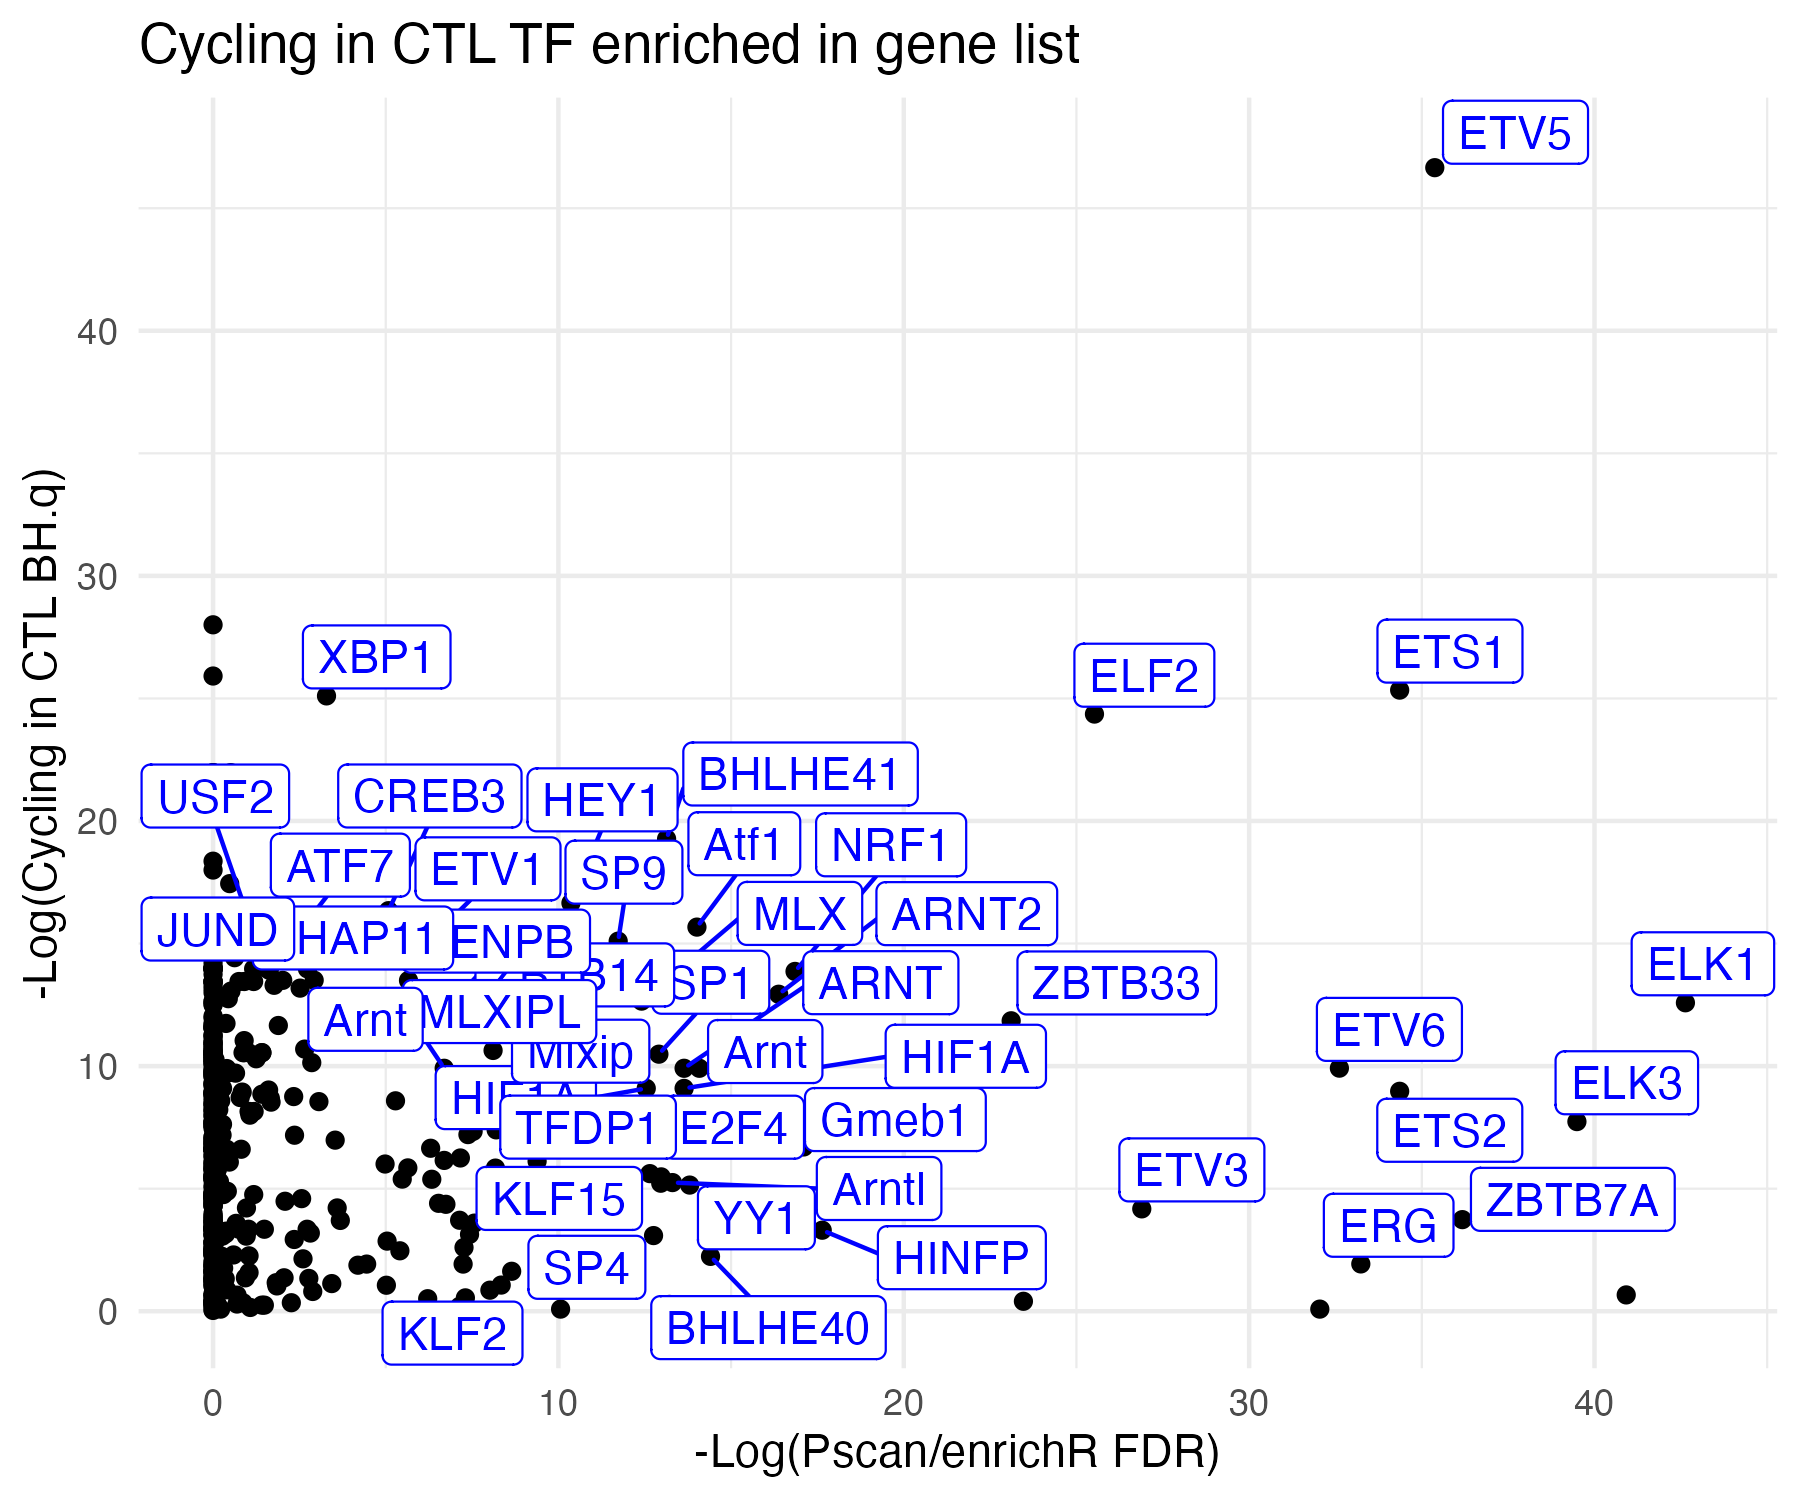 Cycling in CTL TF enriched in gene list
-Log(Cycling in CTL BH.q)
40
30
20
10
0
ETV5
XBP1
ELF2
ETS1
BHLHE41
USF2
CREB3
HEY1
Atf1
NRF1
ATF7
ETV1
SP9
MLX
ARNT2
JUND
HAP11
ENPB
B14
SP1
ARNT
ZBTB33
ELK1
Arnt
MLXIPL
Mlxip
Arnt
HIF1A
ETV6
ELK3
HIF1A
TFDP1
E2F4
Gmeb1
ETS2
ETV3
KLF15
Arntl
YY1
ZBTB7A
ERG
SP4
HINFP
KLF2
BHLHE40
0
10
20
30
40
-Log(Pscan/enrichR FDR)